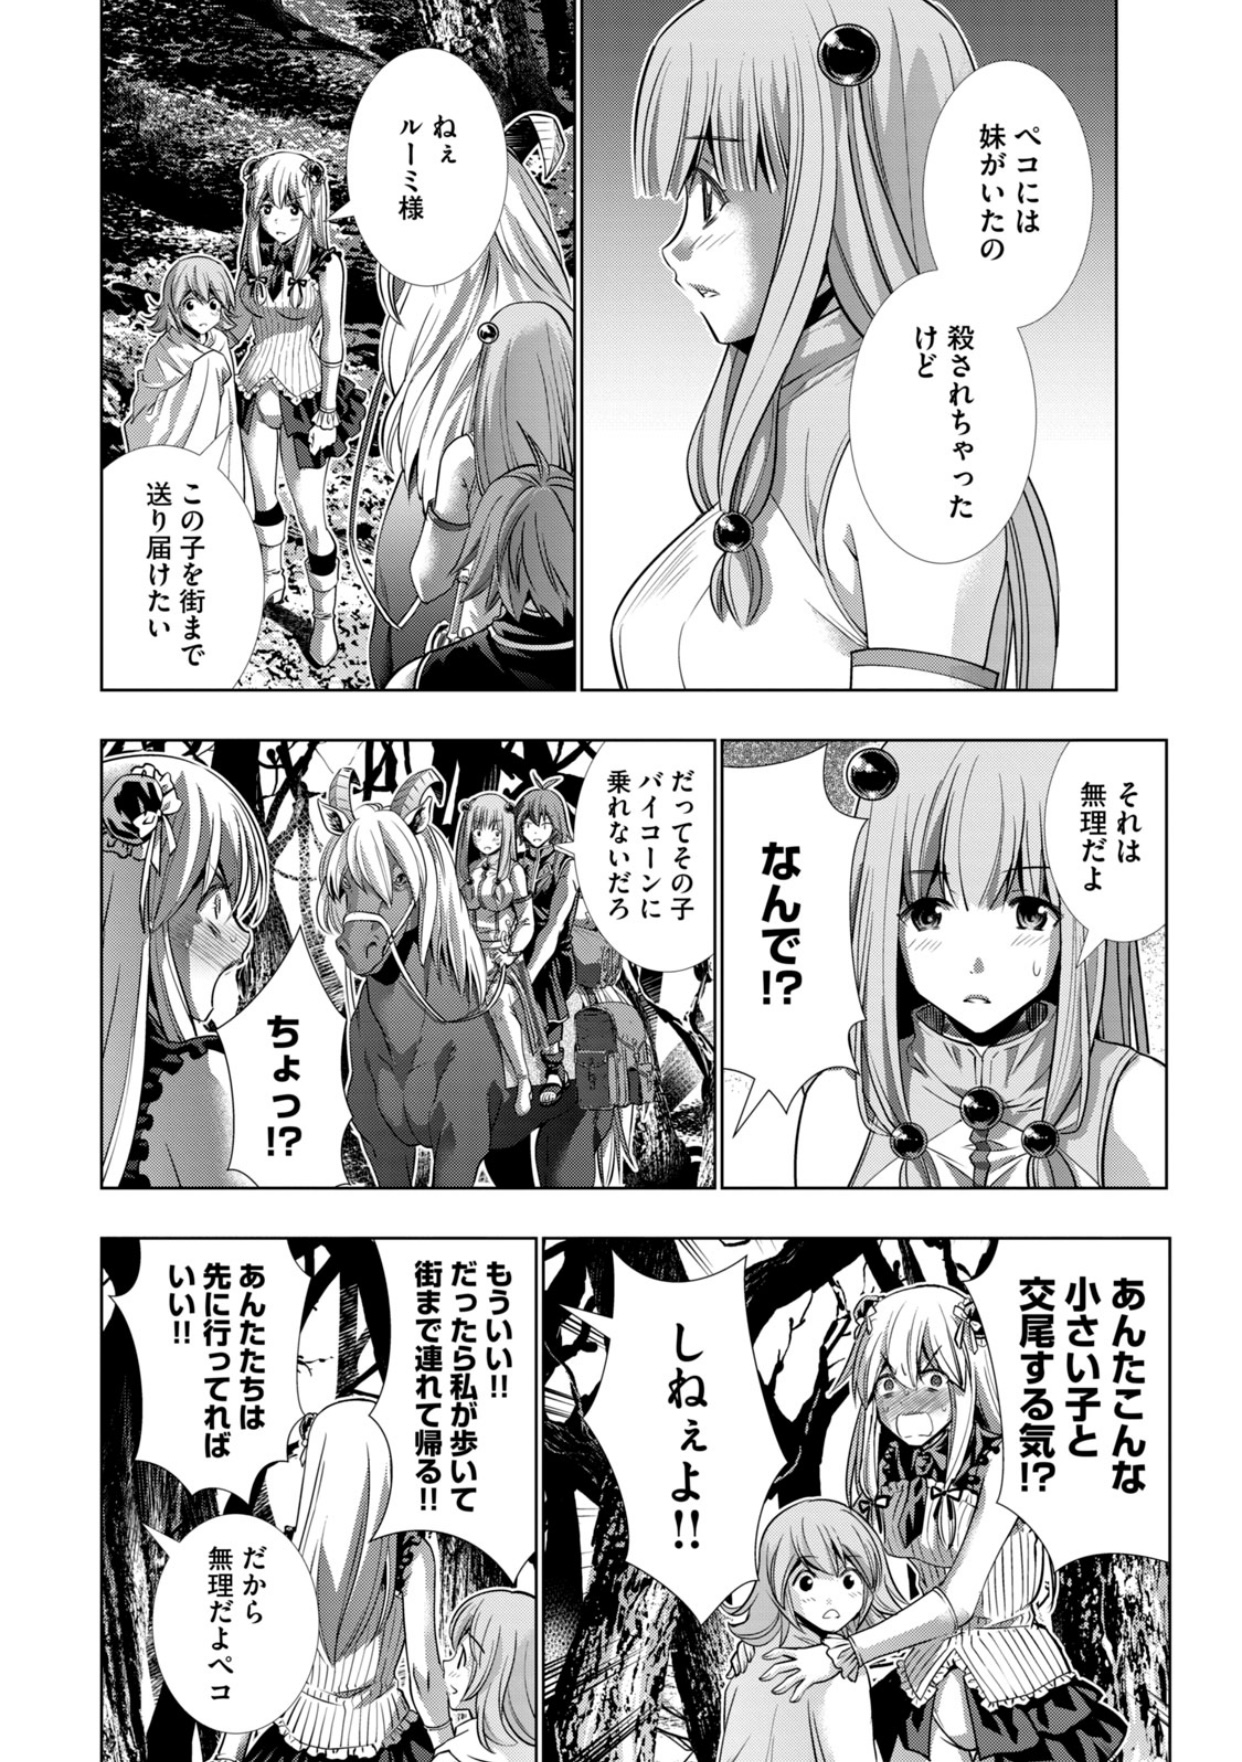 ペコには
妹がいたの
殺されちゃった
けど
ねぇ
ルーミ様
この子を街まで
送り届けたい
それは
無理だよ
なんで!?
だってその子
バイコーンに
乗れないだろ
ちょっ!?
あんたこんな
小さい子と
交尾する気!?
しねぇよ!!
もういい!!
だったら私が歩いて
街まで連れて帰る!!
あんたたちは
先に行ってれば
いい!!
だから
無理だよペコ